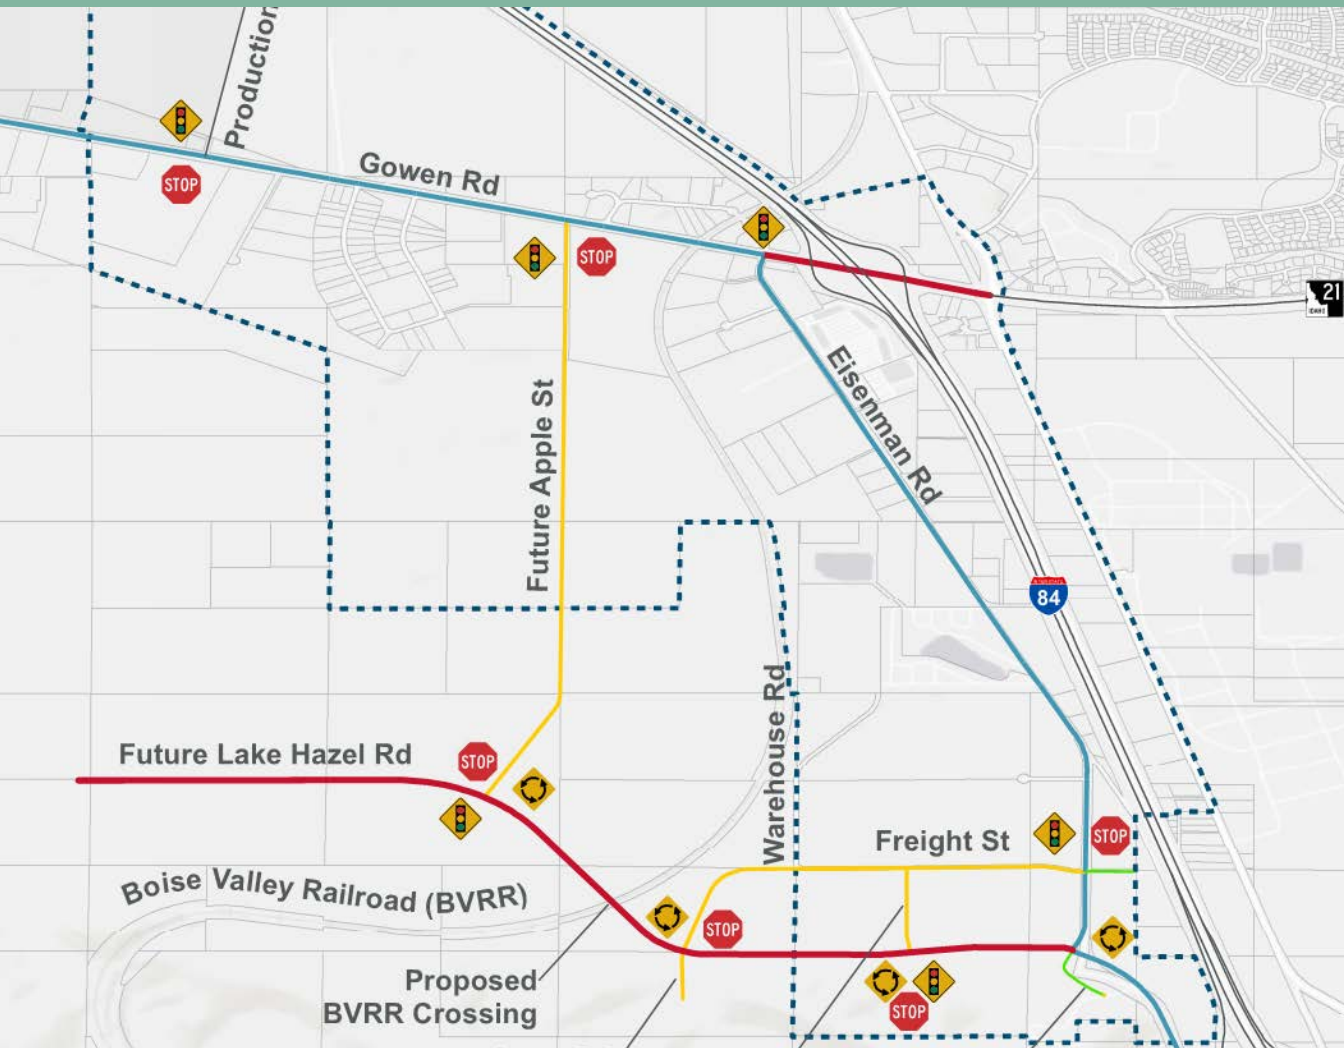 Production
STOP
Gowen Rd
STOP
21
IDAHO
Eisenman Rd
Future Apple St
84
Warehouse Rd
Future Lake Hazel Rd
STOP
Freight St
STOP
Boise Valley Railroad (BVRR)
STOP
Proposed
BVRR Crossing
STOP